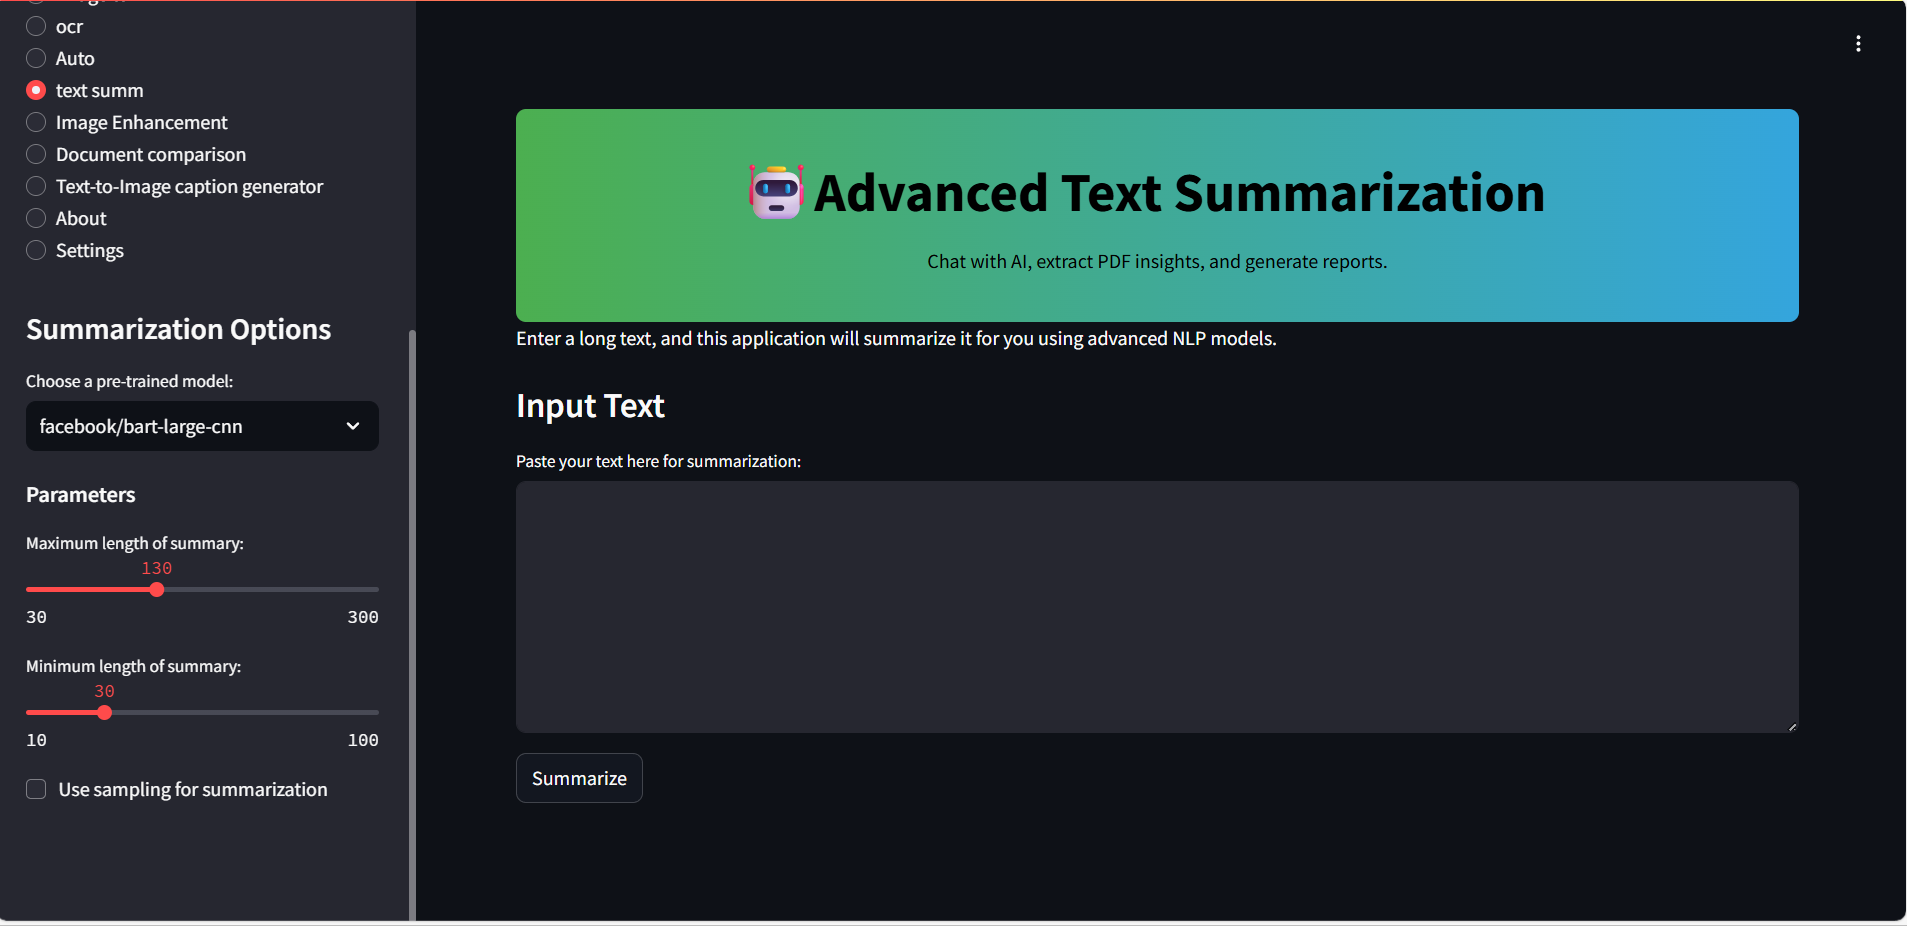 ocr
Auto
text summ
Image Enhancement
Document comparison
Text-to-Image caption generator
About
Settings
Summarization Options
Choose a pre-trained model:
facebook/bart-large-cnn
Parameters
Maximum length of summary:
130
30 300
Minimum length of summary:
30
10 100
Use sampling for summarization
Advanced Text Summarization
Chat with AI, extract PDF insights, and generate reports.
Enter a long text, and this application will summarize it for you using advanced NLP models.
Input Text
Paste your text here for summarization:
Summarize